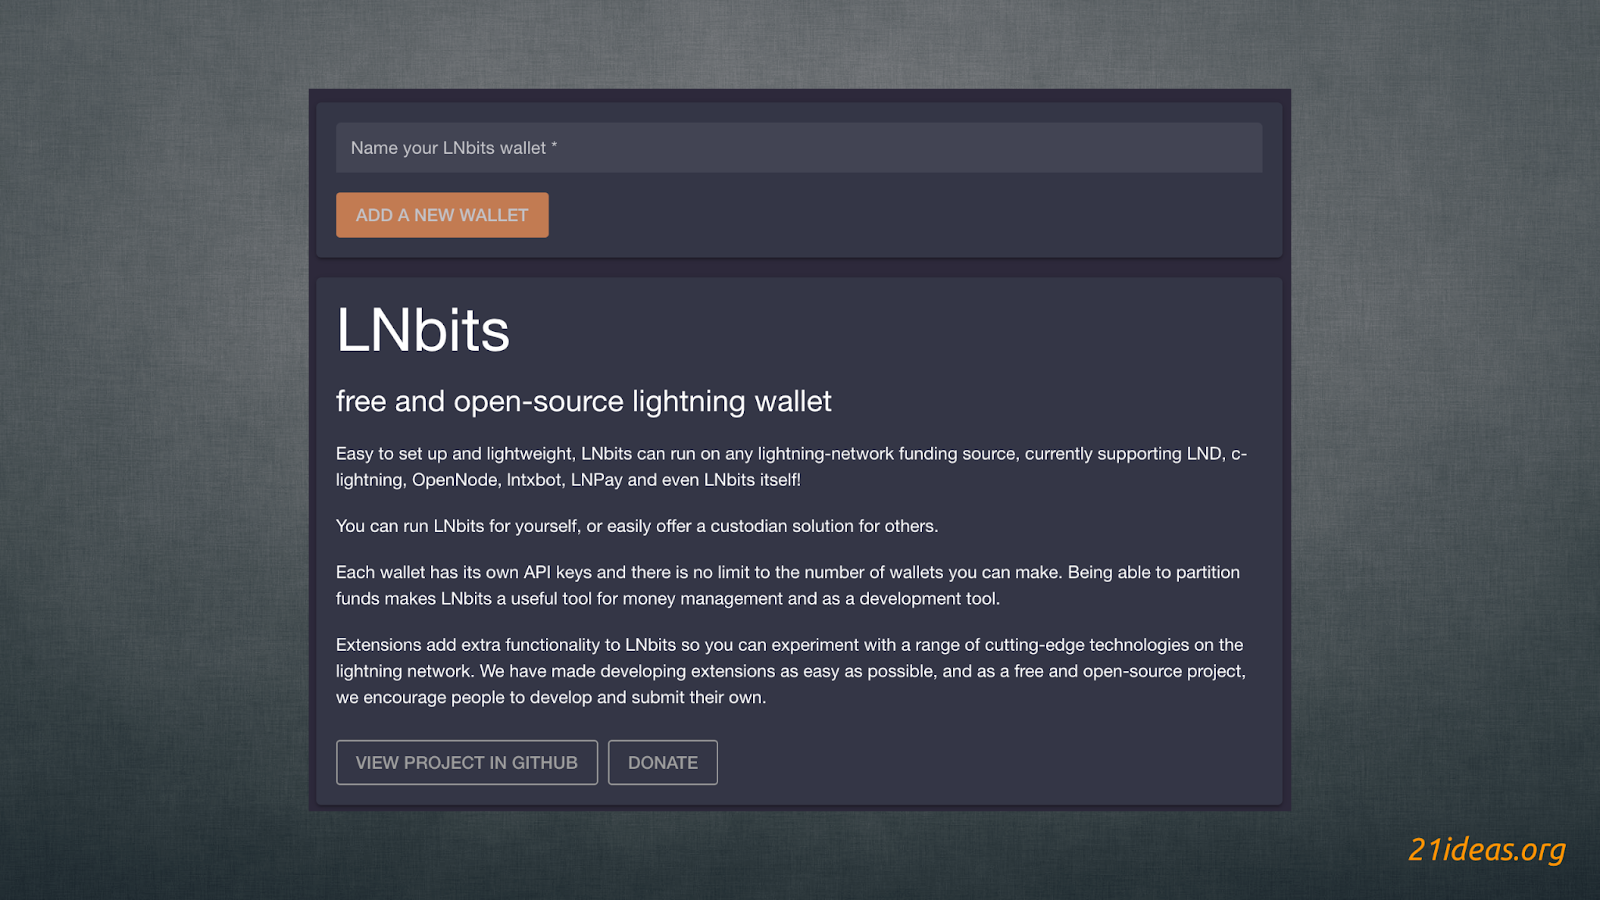 Name your LNbits wallet *
ADD A NEW WALLET
LNbits
free and open-source lightning wallet
Easy to set up and lightweight, LNbits can run on any lightning-network funding source, currently supporting LND, c-
lightning, OpenNode, lntxbot, LNPay and even LNbits itself!
You can run LNbits for yourself, or easily offer a custodian solution for others.
Each wallet has its own API keys and there is no limit to the number of wallets you can make. Being able to partition
funds makes LNbits a useful tool for money management and as a development tool.
Extensions add extra functionality to LNbits so you can experiment with a range of cutting-edge technologies on the
lightning network. We have made developing extensions as easy as possible, and as a free and open-source project,
we encourage people to develop and submit their own.
VIEW PROJECT IN GITHUB
DONATE
21ideas.org